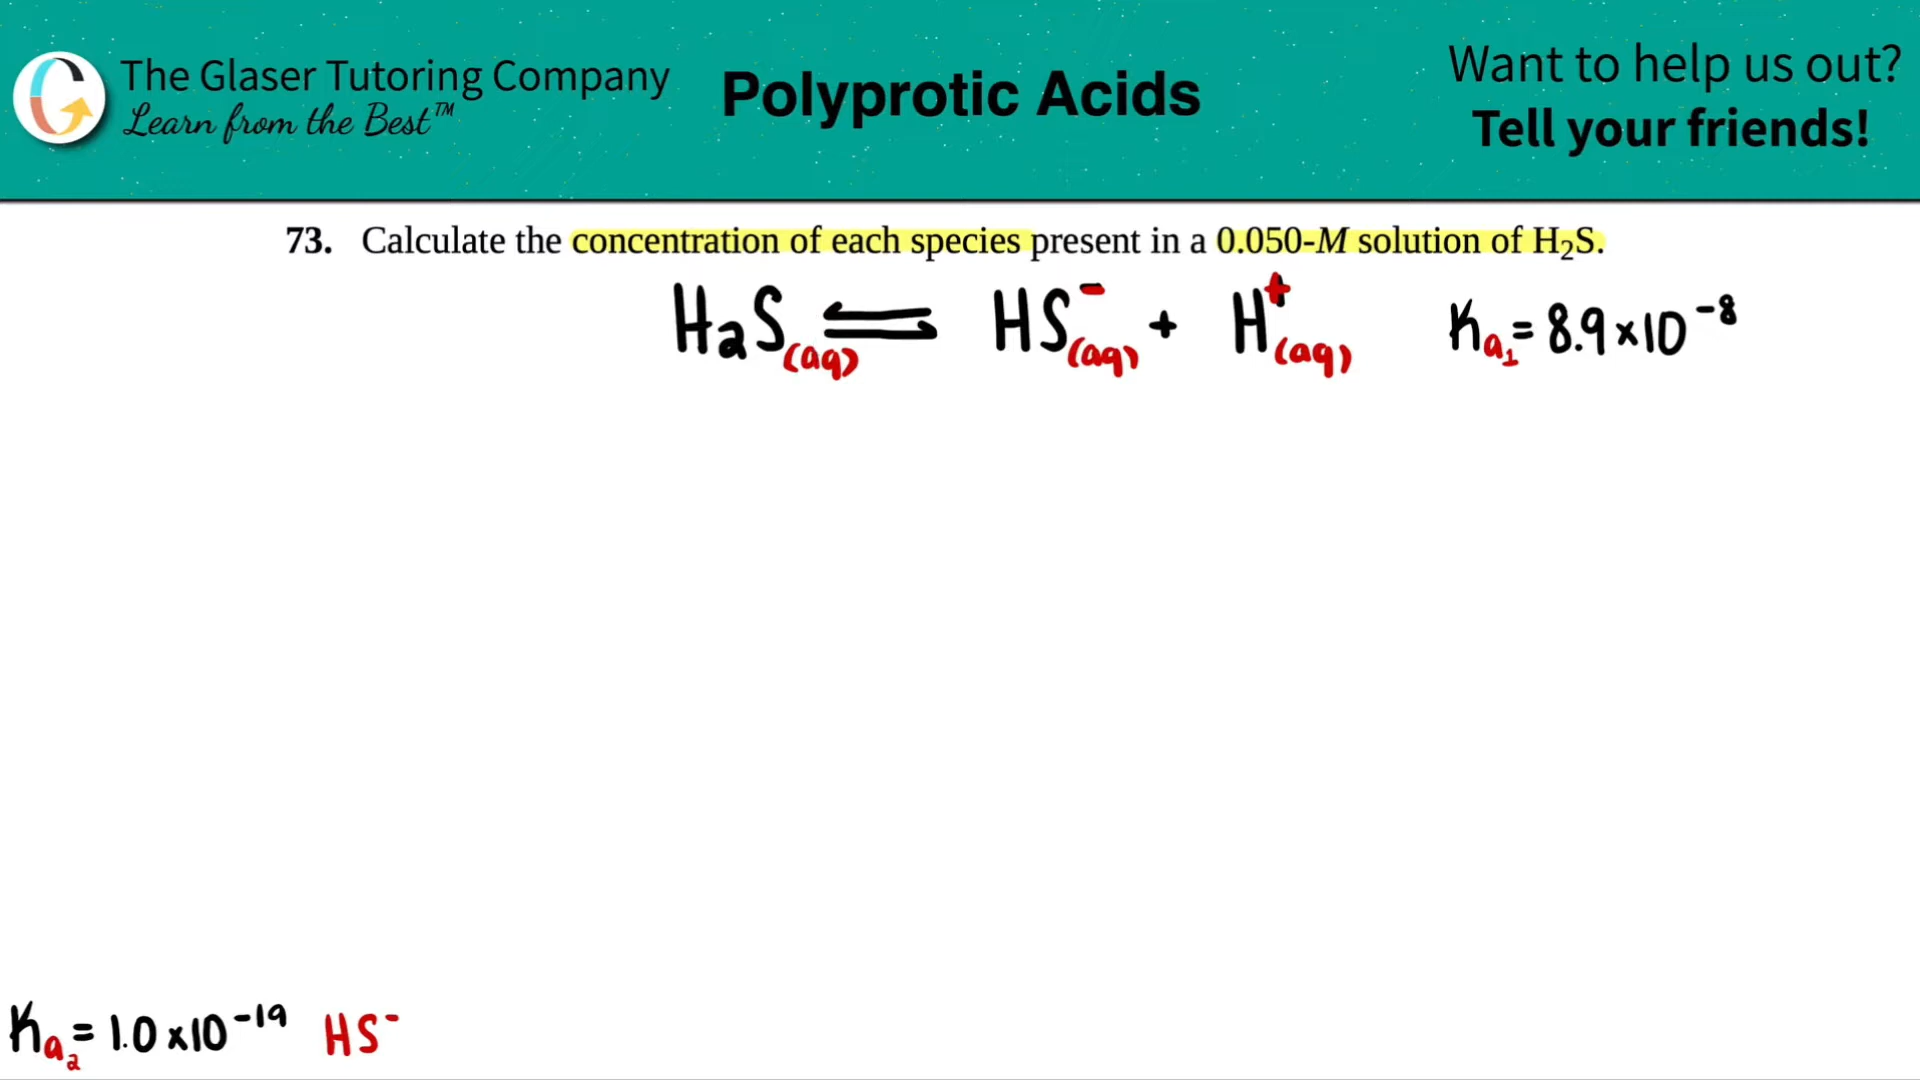 The Glaser Tutoring Company
Learn from the Best™
Polyprotic Acids
Want to help us out?
Tell your friends!
73. Calculate the concentration of each species present in a 0.050-M solution of H₂S.
H₂S(aq) ⇌ HS⁻(aq) + H⁺(aq) Kₐ₁ = 8.9 × 10⁻⁸
Kₐ₂ = 1.0 × 10⁻¹⁹ HS⁻